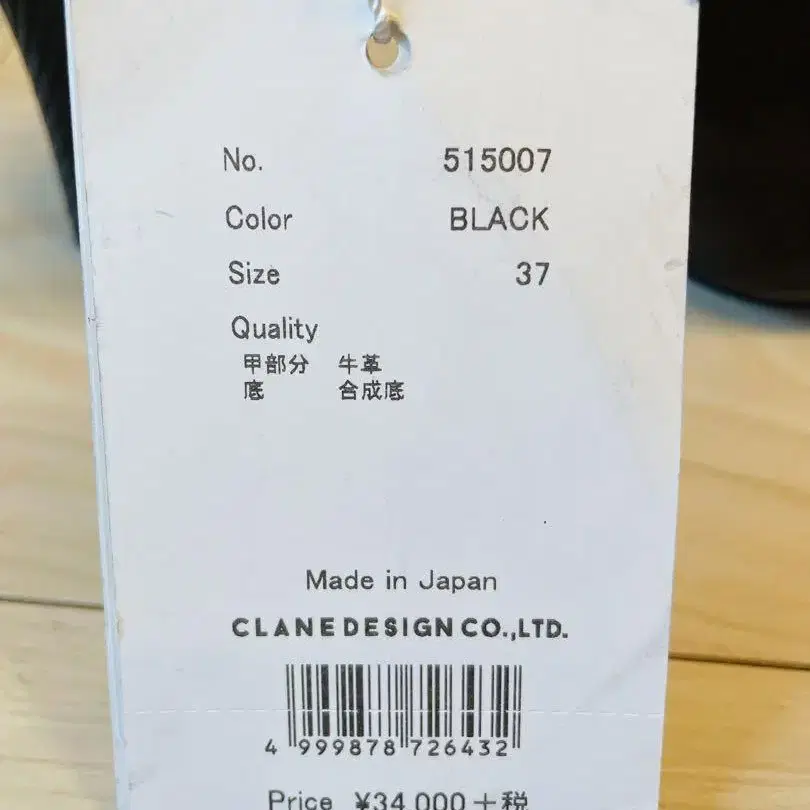 No. 515007
Color BLACK
Size 37
Quality
甲部分 牛革
底 合成底
Made in Japan
CLANE DESIGN CO.,LTD.
4 999878 726432
Price ¥34,000+税